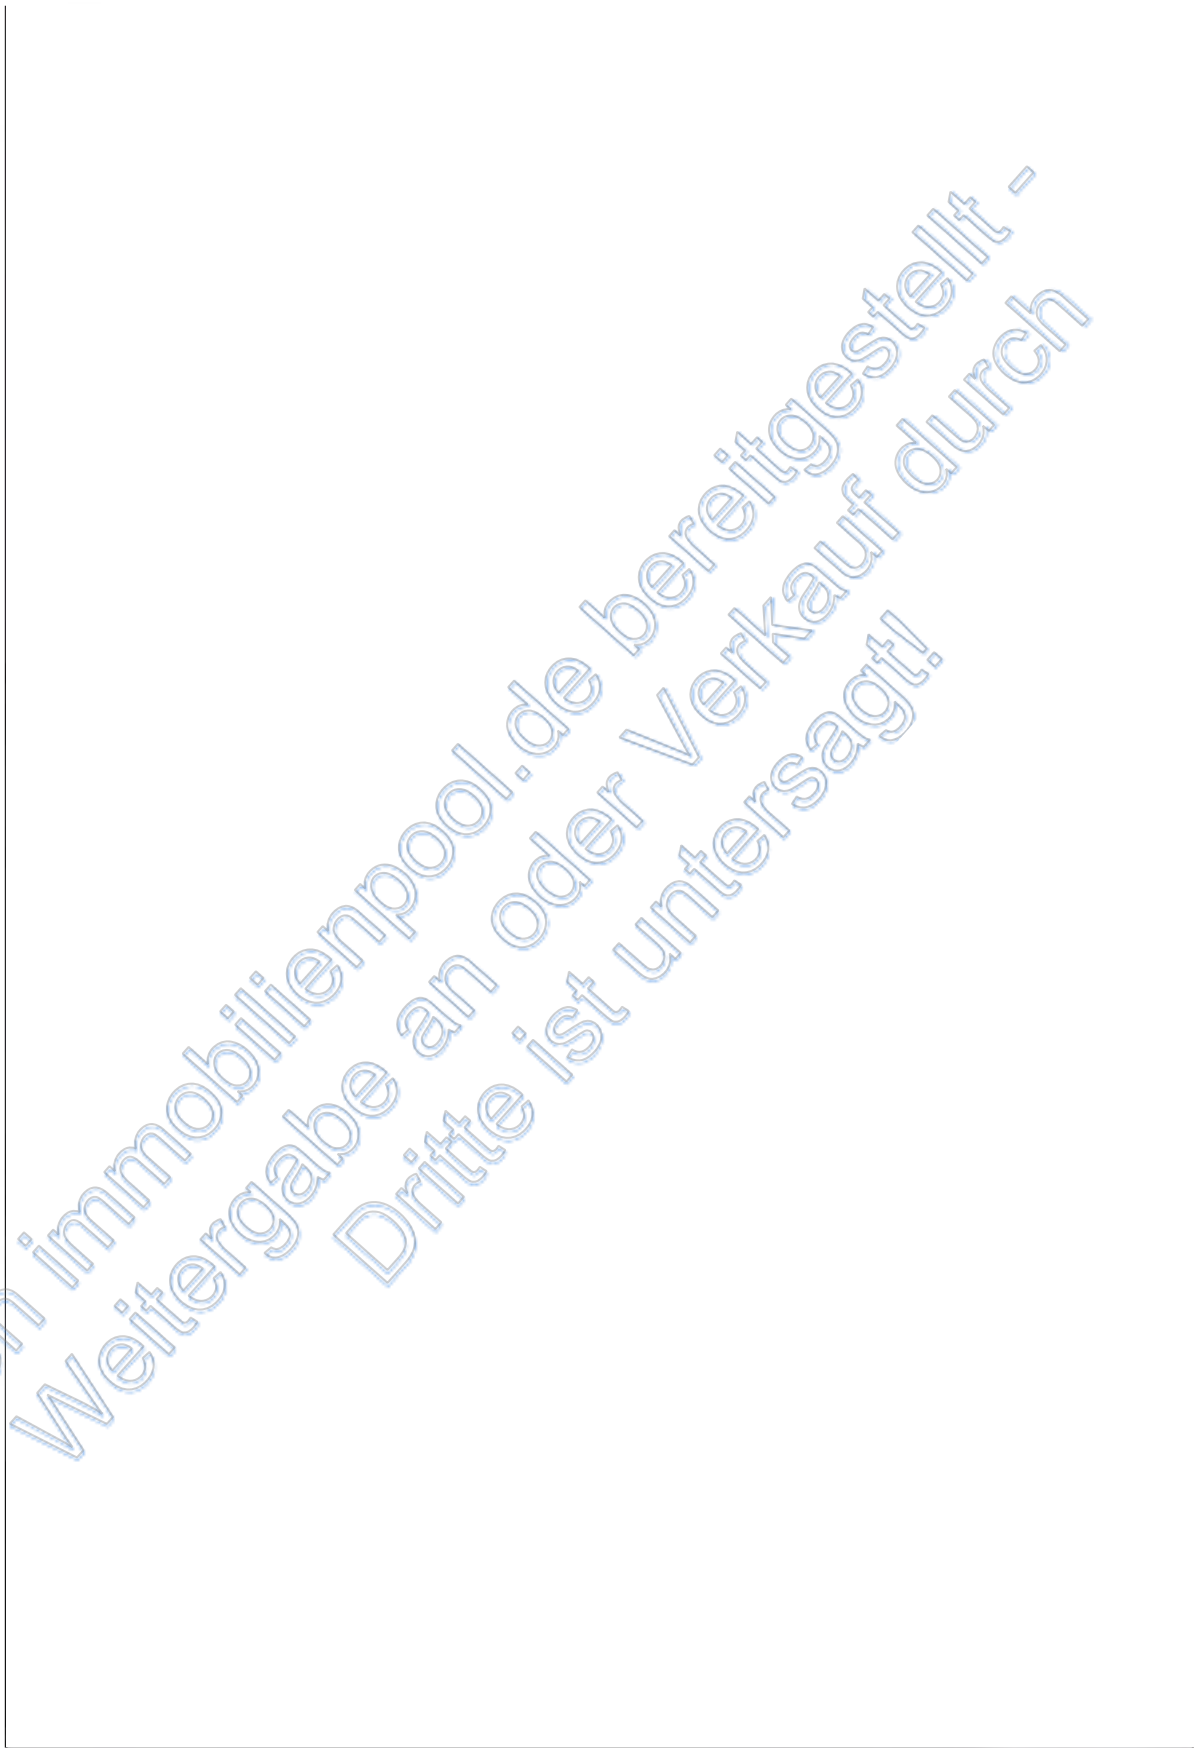 immobilienpool.de bereitgestellt -
Weitergabe an oder Verkauf durch
Dritte ist untersagt!